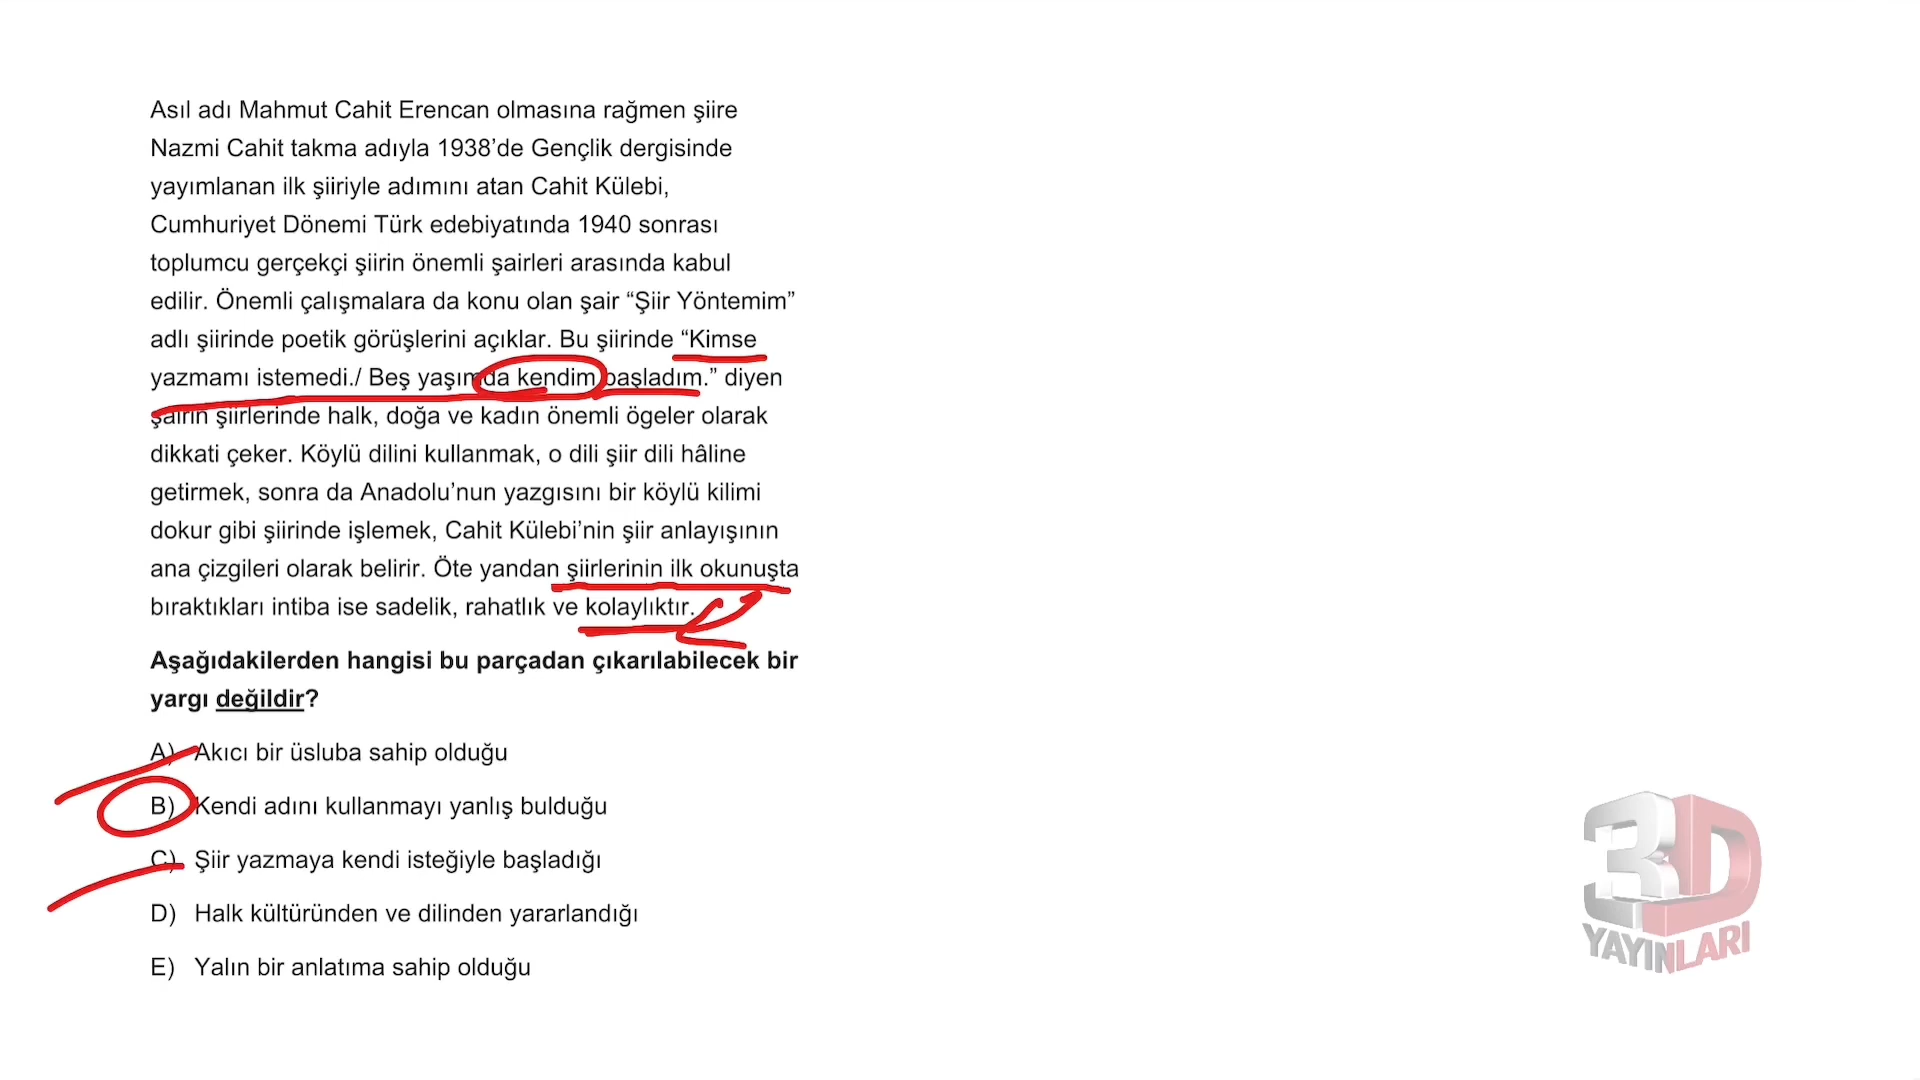 Asıl adı Mahmut Cahit Erencan olmasına rağmen şiire
Nazmi Cahit takma adıyla 1938’de Gençlik dergisinde
yayımlanan ilk şiiriyle adımını atan Cahit Külebi,
Cumhuriyet Dönemi Türk edebiyatında 1940 sonrası
toplumcu gerçekçi şiirin önemli şairleri arasında kabul
edilir. Önemli çalışmalara da konu olan şair “Şiir Yöntemim”
adlı şiirinde poetik görüşlerini açıklar. Bu şiirinde “Kimse
yazmamı istemedi./ Beş yaşımda kendim başladım.” diyen
şairin şiirlerinde halk, doğa ve kadın önemli ögeler olarak
dikkati çeker. Köylü dilini kullanmak, o dili şiir dili hâline
getirmek, sonra da Anadolu’nun yazgısını bir köylü kilimi
dokur gibi şiirinde işlemek, Cahit Külebi’nin şiir anlayışının
ana çizgileri olarak belirir. Öte yandan şiirlerinin ilk okunuşta
bıraktıkları intiba ise sadelik, rahatlık ve kolaylıktır.
Aşağıdakilerden hangisi bu parçadan çıkarılabilecek bir
yargı değildir?
A) Akıcı bir üsluba sahip olduğu
B) Kendi adını kullanmayı yanlış bulduğu
C) Şiir yazmaya kendi isteğiyle başladığı
D) Halk kültüründen ve dilinden yararlandığı
E) Yalın bir anlatıma sahip olduğu
3D
YAYINLARI